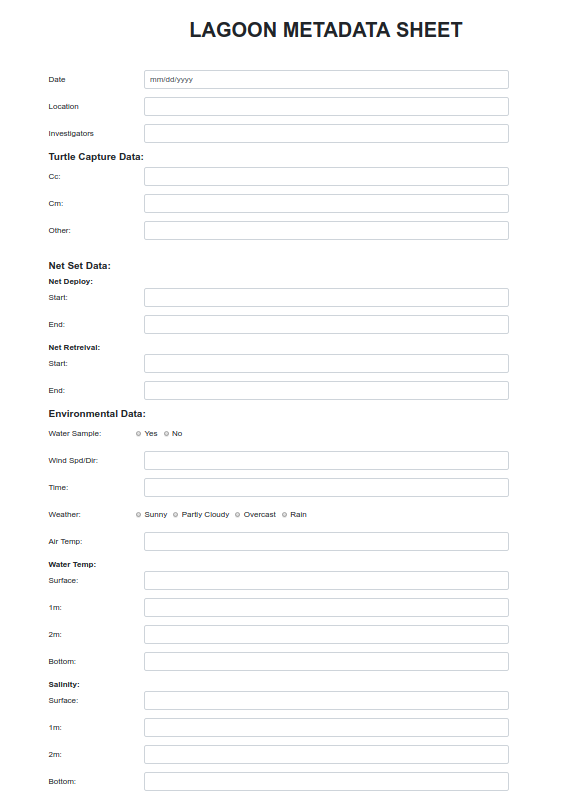 LAGOON METADATA SHEET
Date mm/dd/yyyy
Location
Investigators
Turtle Capture Data:
Cc:
Cm:
Other:
Net Set Data:
Net Deploy:
Start:
End:
Net Retreival:
Start:
End:
Environmental Data:
Water Sample: Yes No
Wind Spd/Dir:
Time:
Weather: Sunny Partly Cloudy Overcast Rain
Air Temp:
Water Temp:
Surface:
1m:
2m:
Bottom:
Salinity:
Surface:
1m:
2m:
Bottom: